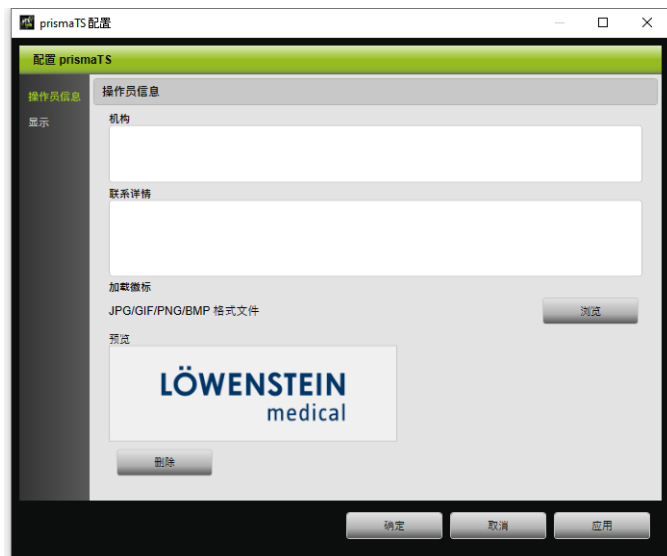 prismaTS 配置
配置 prismaTS
操作员信息
显示
操作员信息
机构
联系详情
加载徽标
JPG/GIF/PNG/BMP 格式文件
浏览
预览
LÖWENSTEIN
medical
删除
确定
取消
应用